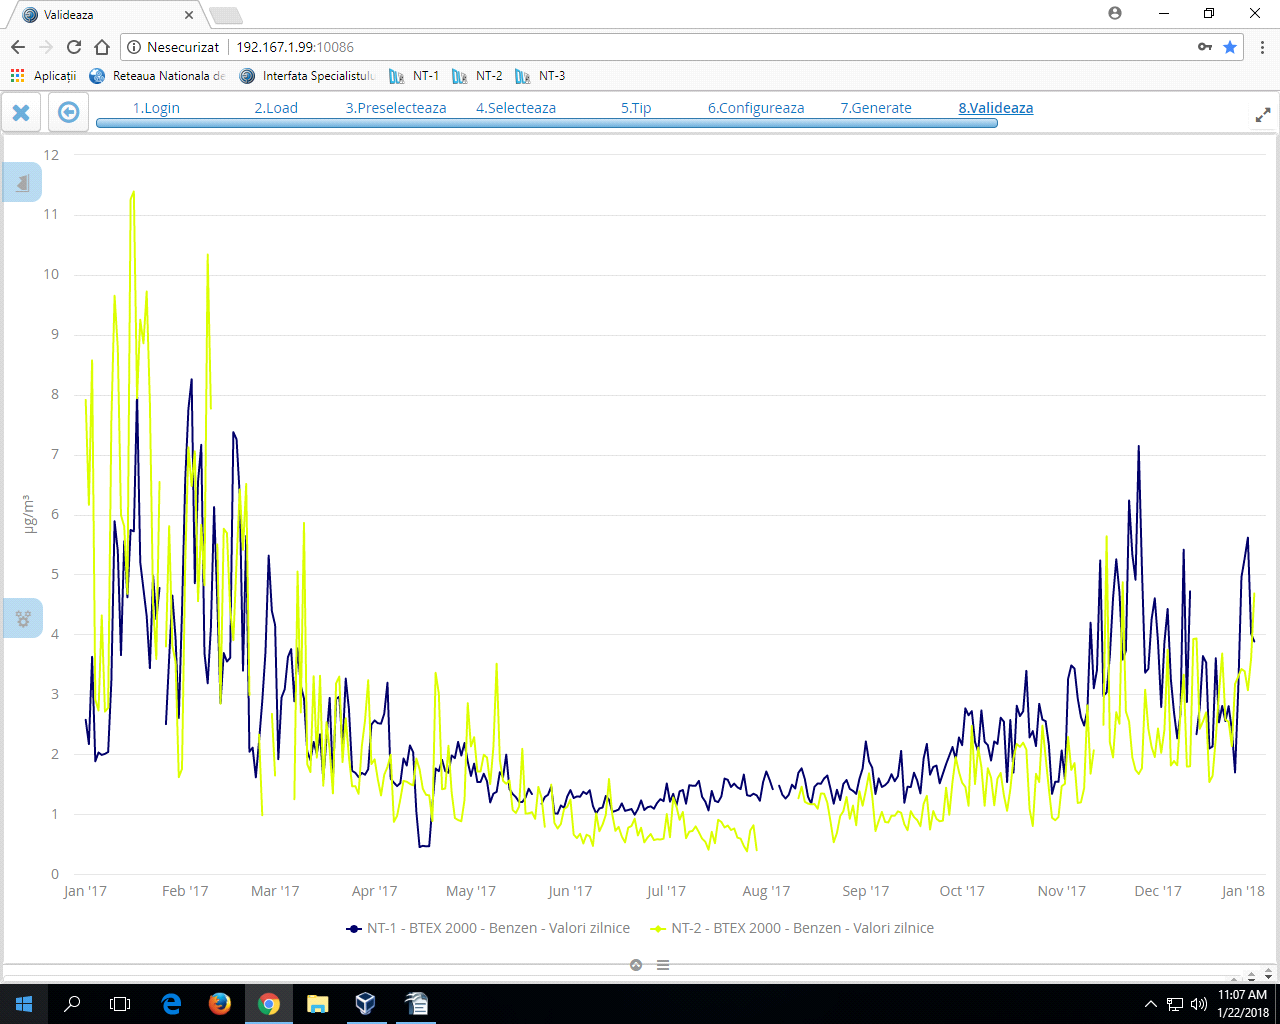 Valideaza
Nesecurizat 192.167.1.99:10086
Aplicații Reteaua Nationala de Interfata Specialistului NT-1 NT-2 NT-3
1.Login 2.Load 3.Preselecteaza 4.Selecteaza 5.Tip 6.Configureaza 7.Generate 8.Valideaza
12
11
10
9
8
7
6
5
4
3
2
1
0
µg/m³
Jan '17 Feb '17 Mar '17 Apr '17 May '17 Jun '17 Jul '17 Aug '17 Sep '17 Oct '17 Nov '17 Dec '17 Jan '18
NT-1 - BTEX 2000 - Benzen - Valori zilnice NT-2 - BTEX 2000 - Benzen - Valori zilnice
11:07 AM
1/22/2018